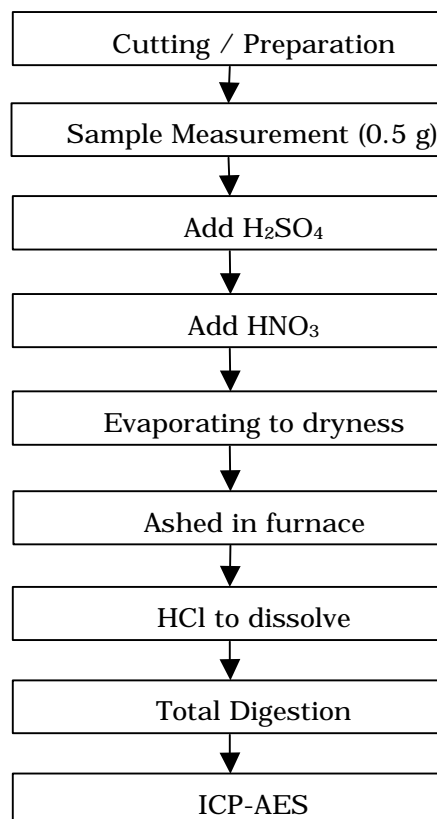 Cutting / Preparation
Sample Measurement (0.5 g)
Add H₂SO₄
Add HNO₃
Evaporating to dryness
Ashed in furnace
HCl to dissolve
Total Digestion
ICP-AES